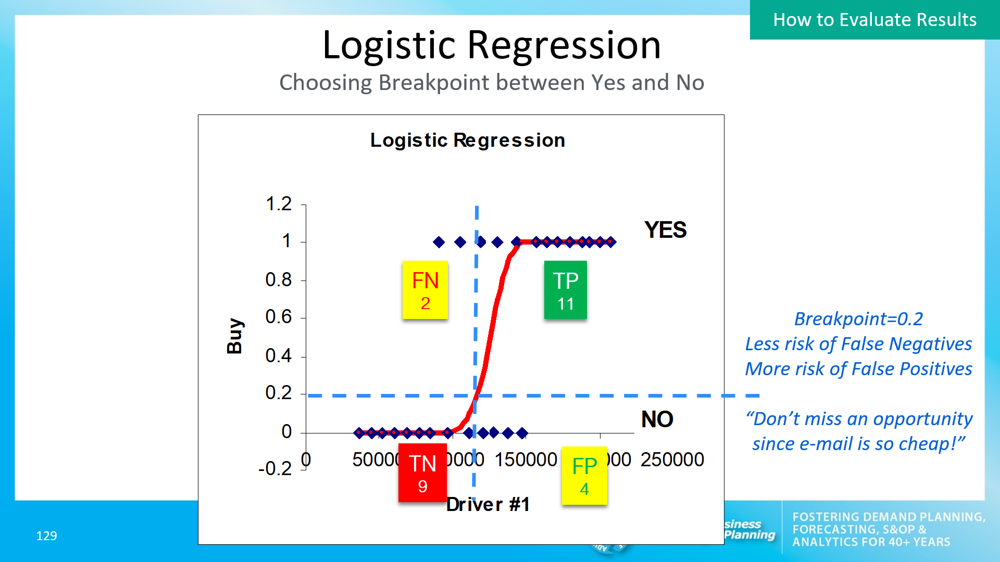 How to Evaluate Results
Logistic Regression
Choosing Breakpoint between Yes and No
Logistic Regression
1.2
1
0.8
0.6
0.4
0.2
0
-0.2
Buy
YES
NO
FN
2
TP
11
TN
9
FP
4
0
150000
250000
Driver #1
Breakpoint=0.2
Less risk of False Negatives
More risk of False Positives
“Don’t miss an opportunity
since e-mail is so cheap!”
129
Planning
FOSTERING DEMAND PLANNING,
FORECASTING, S&OP &
ANALYTICS FOR 40+ YEARS